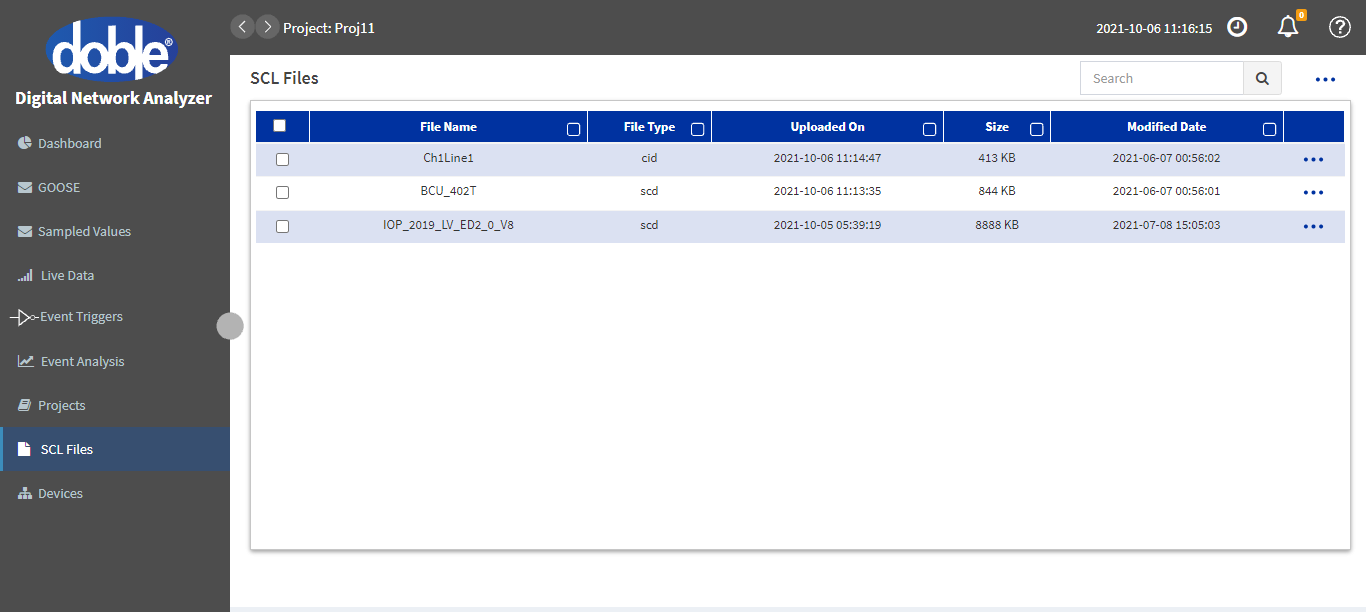 doble®
Digital Network Analyzer
Dashboard
GOOSE
Sampled Values
Live Data
Event Triggers
Event Analysis
Projects
SCL Files
Devices
Project: Proj11
2021-10-06 11:16:15
0
?
SCL Files
Search
File Name File Type Uploaded On Size Modified Date
Ch1Line1 cid 2021-10-06 11:14:47 413 KB 2021-06-07 00:56:02
BCU_402T scd 2021-10-06 11:13:35 844 KB 2021-06-07 00:56:01
IOP_2019_LV_ED2_0_V8 scd 2021-10-05 05:39:19 8888 KB 2021-07-08 15:05:03